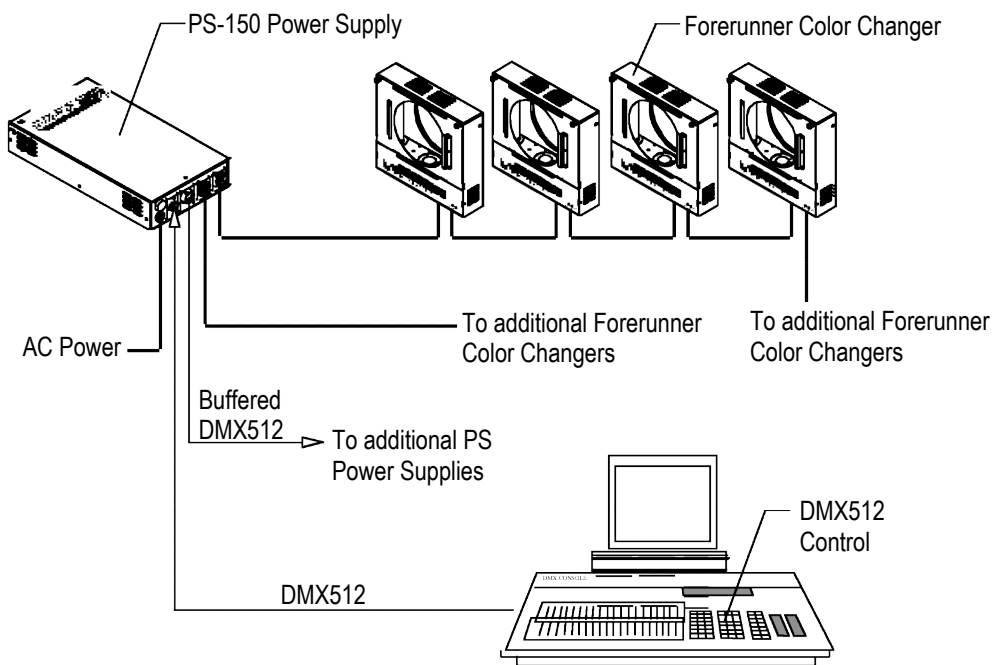 PS-150 Power Supply
Forerunner Color Changer
AC Power
To additional Forerunner
Color Changers
To additional Forerunner
Color Changers
Buffered
DMX512
To additional PS
Power Supplies
DMX512
Control
DMX CONSOLE
DMX512